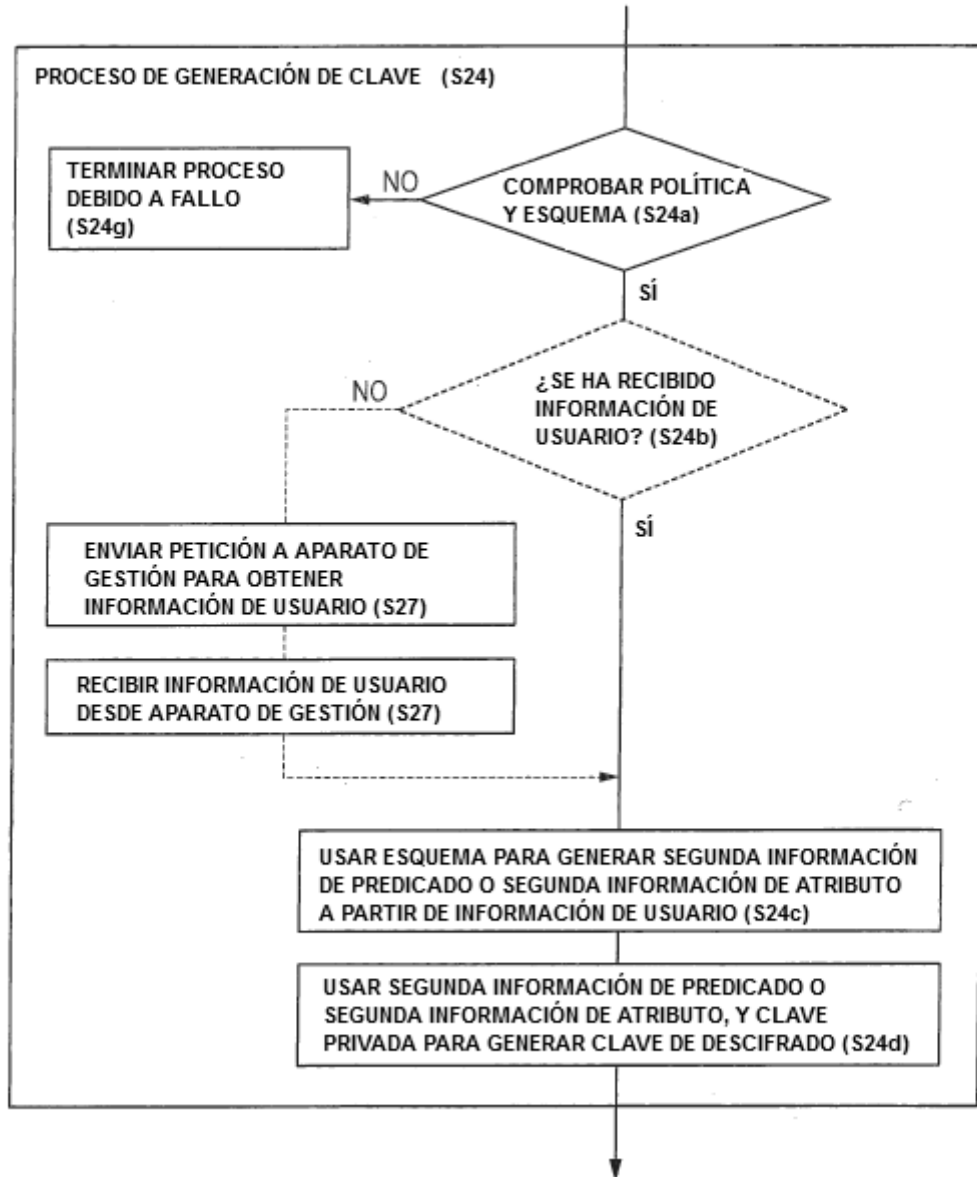 PROCESO DE GENERACIÓN DE CLAVE (S24)
TERMINAR PROCESO
DEBIDO A FALLO
(S24g)
NO
COMPROBAR POLÍTICA
Y ESQUEMA (S24a)
SÍ
NO
¿SE HA RECIBIDO
INFORMACIÓN DE
USUARIO? (S24b)
SÍ
ENVIAR PETICIÓN A APARATO DE
GESTIÓN PARA OBTENER
INFORMACIÓN DE USUARIO (S27)
RECIBIR INFORMACIÓN DE USUARIO
DESDE APARATO DE GESTIÓN (S27)
USAR ESQUEMA PARA GENERAR SEGUNDA INFORMACIÓN
DE PREDICADO O SEGUNDA INFORMACIÓN DE ATRIBUTO
A PARTIR DE INFORMACIÓN DE USUARIO (S24c)
USAR SEGUNDA INFORMACIÓN DE PREDICADO O
SEGUNDA INFORMACIÓN DE ATRIBUTO, Y CLAVE
PRIVADA PARA GENERAR CLAVE DE DESCIFRADO (S24d)